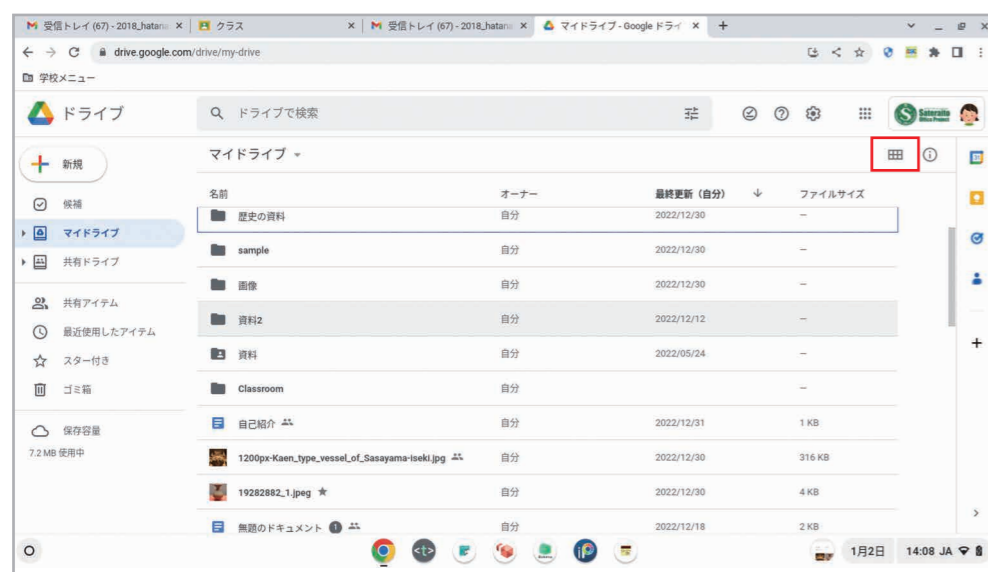 受信トレイ (67) - 2018_hatana
クラス
受信トレイ (67) - 2018_hatana
マイドライブ - Google ドライ
drive.google.com/drive/my-drive
学校メニュー
ドライブ
ドライブで検索
Sateraito
Office Project
新規
マイドライブ
名前 オーナー 最終更新(自分) ファイルサイズ
候補
マイドライブ
共有ドライブ
共有アイテム
最近使用したアイテム
スター付き
ゴミ箱
保存容量
7.2 MB 使用中
歴史の資料 自分 2022/12/30 –
sample 自分 2022/12/30 –
画像 自分 2022/12/30 –
資料2 自分 2022/12/12 –
資料 自分 2022/05/24 –
Classroom 自分 –
自己紹介 自分 2022/12/31 1 KB
1200px-Kaen_type_vessel_of_Sasayama-iseki.jpg 自分 2022/12/30 316 KB
19282882_1.jpeg 自分 2022/12/30 4 KB
無題のドキュメント 1 自分 2022/12/18 2 KB
<t>
iP
1月2日 14:08 JA